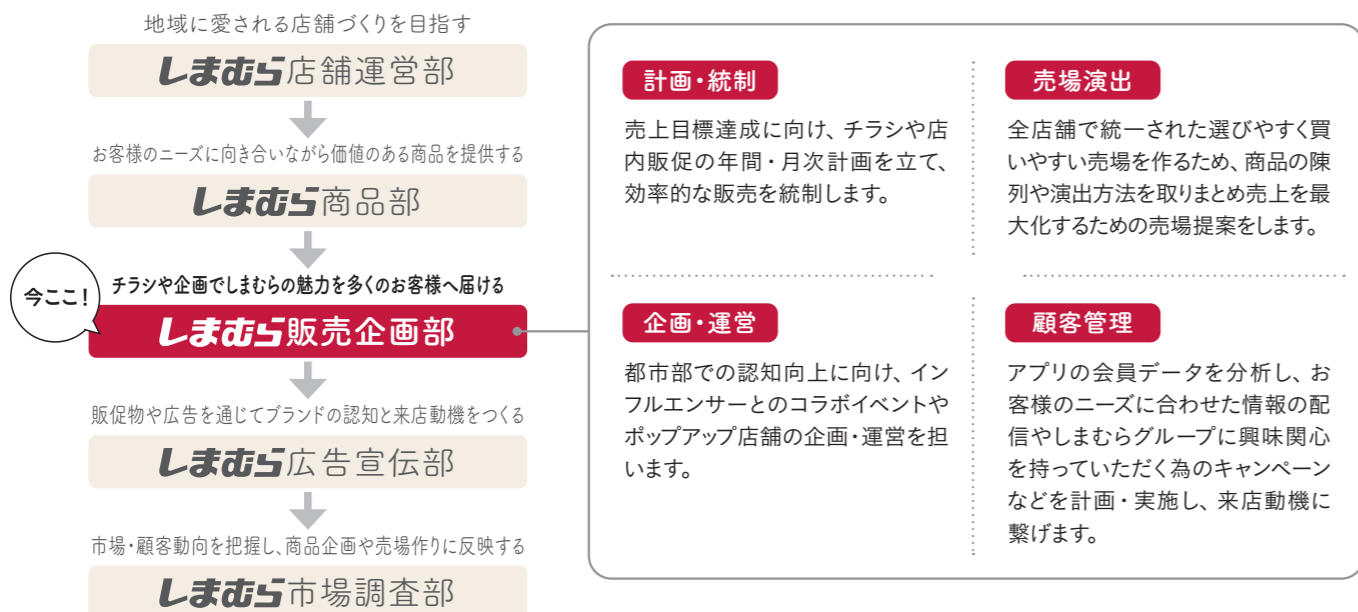 地域に愛される店舗づくりを目指す
しまむら店舗運営部
お客様のニーズに向き合いながら価値のある商品を提供する
しまむら商品部
今ここ！
チラシや企画でしまむらの魅力を多くのお客様へ届ける
しまむら販売企画部
販促物や広告を通じてブランドの認知と来店動機をつくる
しまむら広告宣伝部
市場・顧客動向を把握し、商品企画や売場作りに反映する
しまむら市場調査部
計画・統制
売上目標達成に向け、チラシや店
内販促の年間・月次計画を立て、
効率的な販売を統制します。
売場演出
全店舗で統一された選びやすく買
いやすい売場を作るため、商品の陳
列や演出方法を取りまとめ売上を最
大化するための売場提案をします。
企画・運営
都市部での認知向上に向け、イン
フルエンサーとのコラボイベントや
ポップアップ店舗の企画・運営を担
います。
顧客管理
アプリの会員データを分析し、お
客様のニーズに合わせた情報の配
信やしまむらグループに興味関心
を持っていただく為のキャンペーン
などを計画・実施し、来店動機に
繋げます。